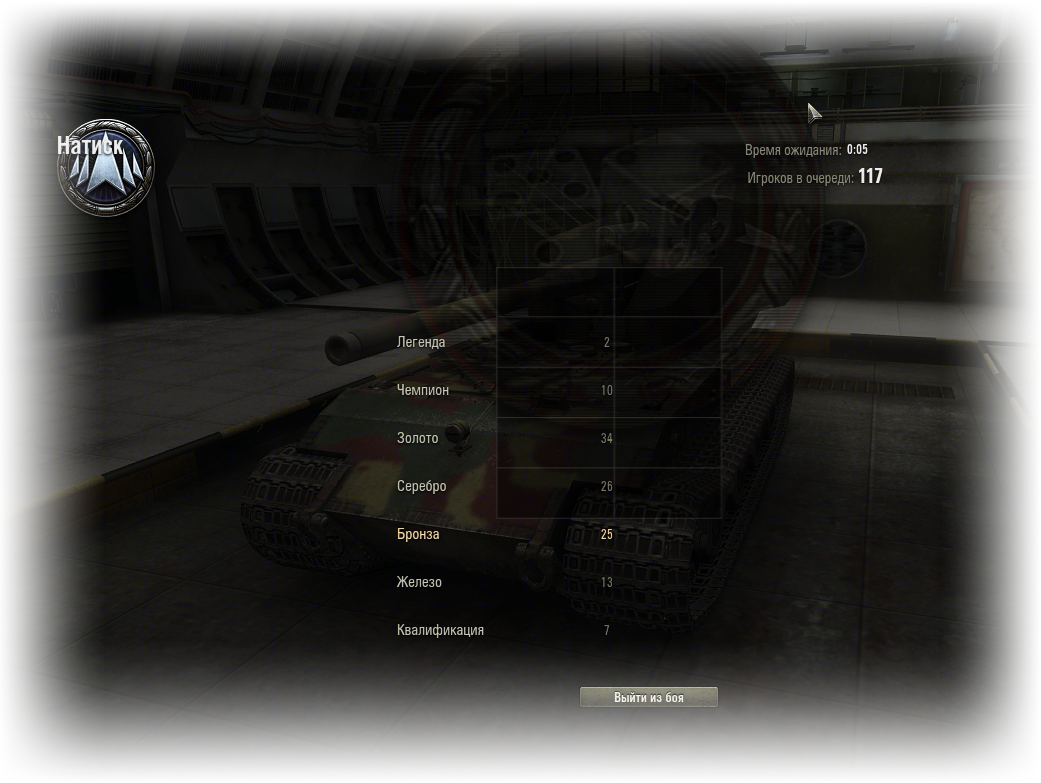 Натиск
Время ожидания: 0:05
Игроков в очереди: 117
Легенда 2
Чемпион 10
Золото 34
Серебро 26
Бронза 25
Железо 13
Квалификация 7
Выйти из боя